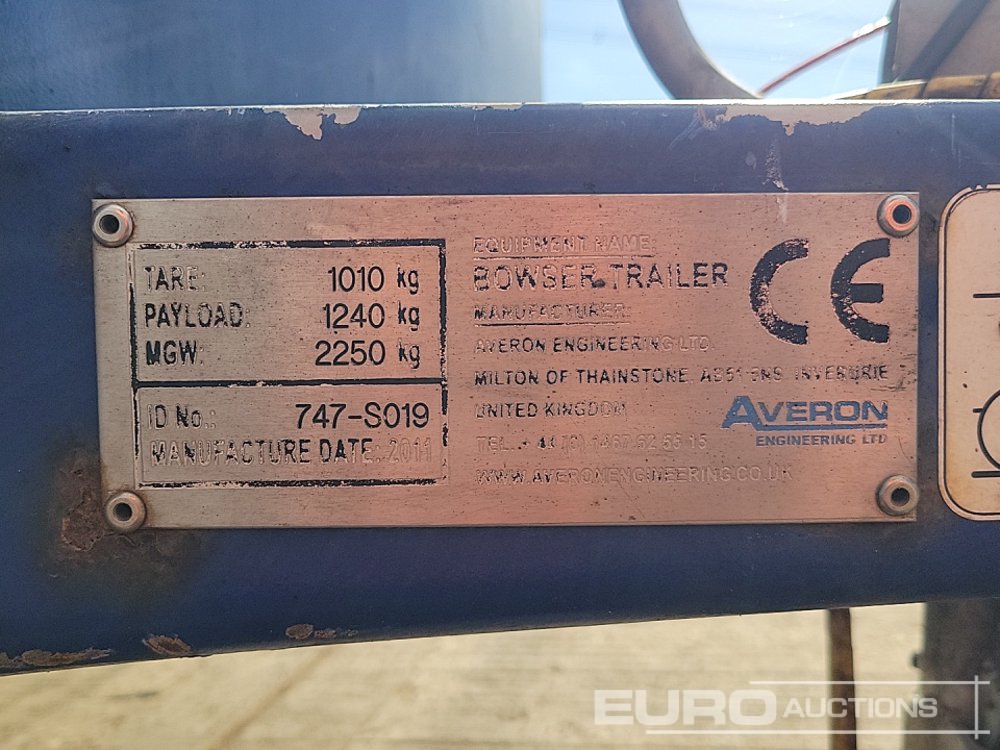 TARE: 1010 kg
PAYLOAD: 1240 kg
MGW: 2250 kg
ID No.: 747-S019
MANUFACTURE DATE: 2011
EQUIPMENT NAME:
BOWSER TRAILER
MANUFACTURER:
AVERON ENGINEERING LTD
MILTON OF THAINSTONE, INVERURIE
UNITED KINGDOM
TEL.
WWW.AVERONENGINEERING.CO.UK
CE
AVERON
ENGINEERING LTD
EURO AUCTIONS